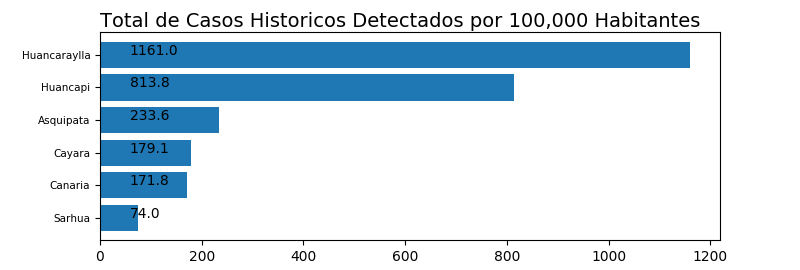 Total de Casos Historicos Detectados por 100,000 Habitantes
Huancaraylla 1161.0
Huancapi 813.8
Asquipata 233.6
Cayara 179.1
Canaria 171.8
Sarhua 74.0
0 200 400 600 800 1000 1200